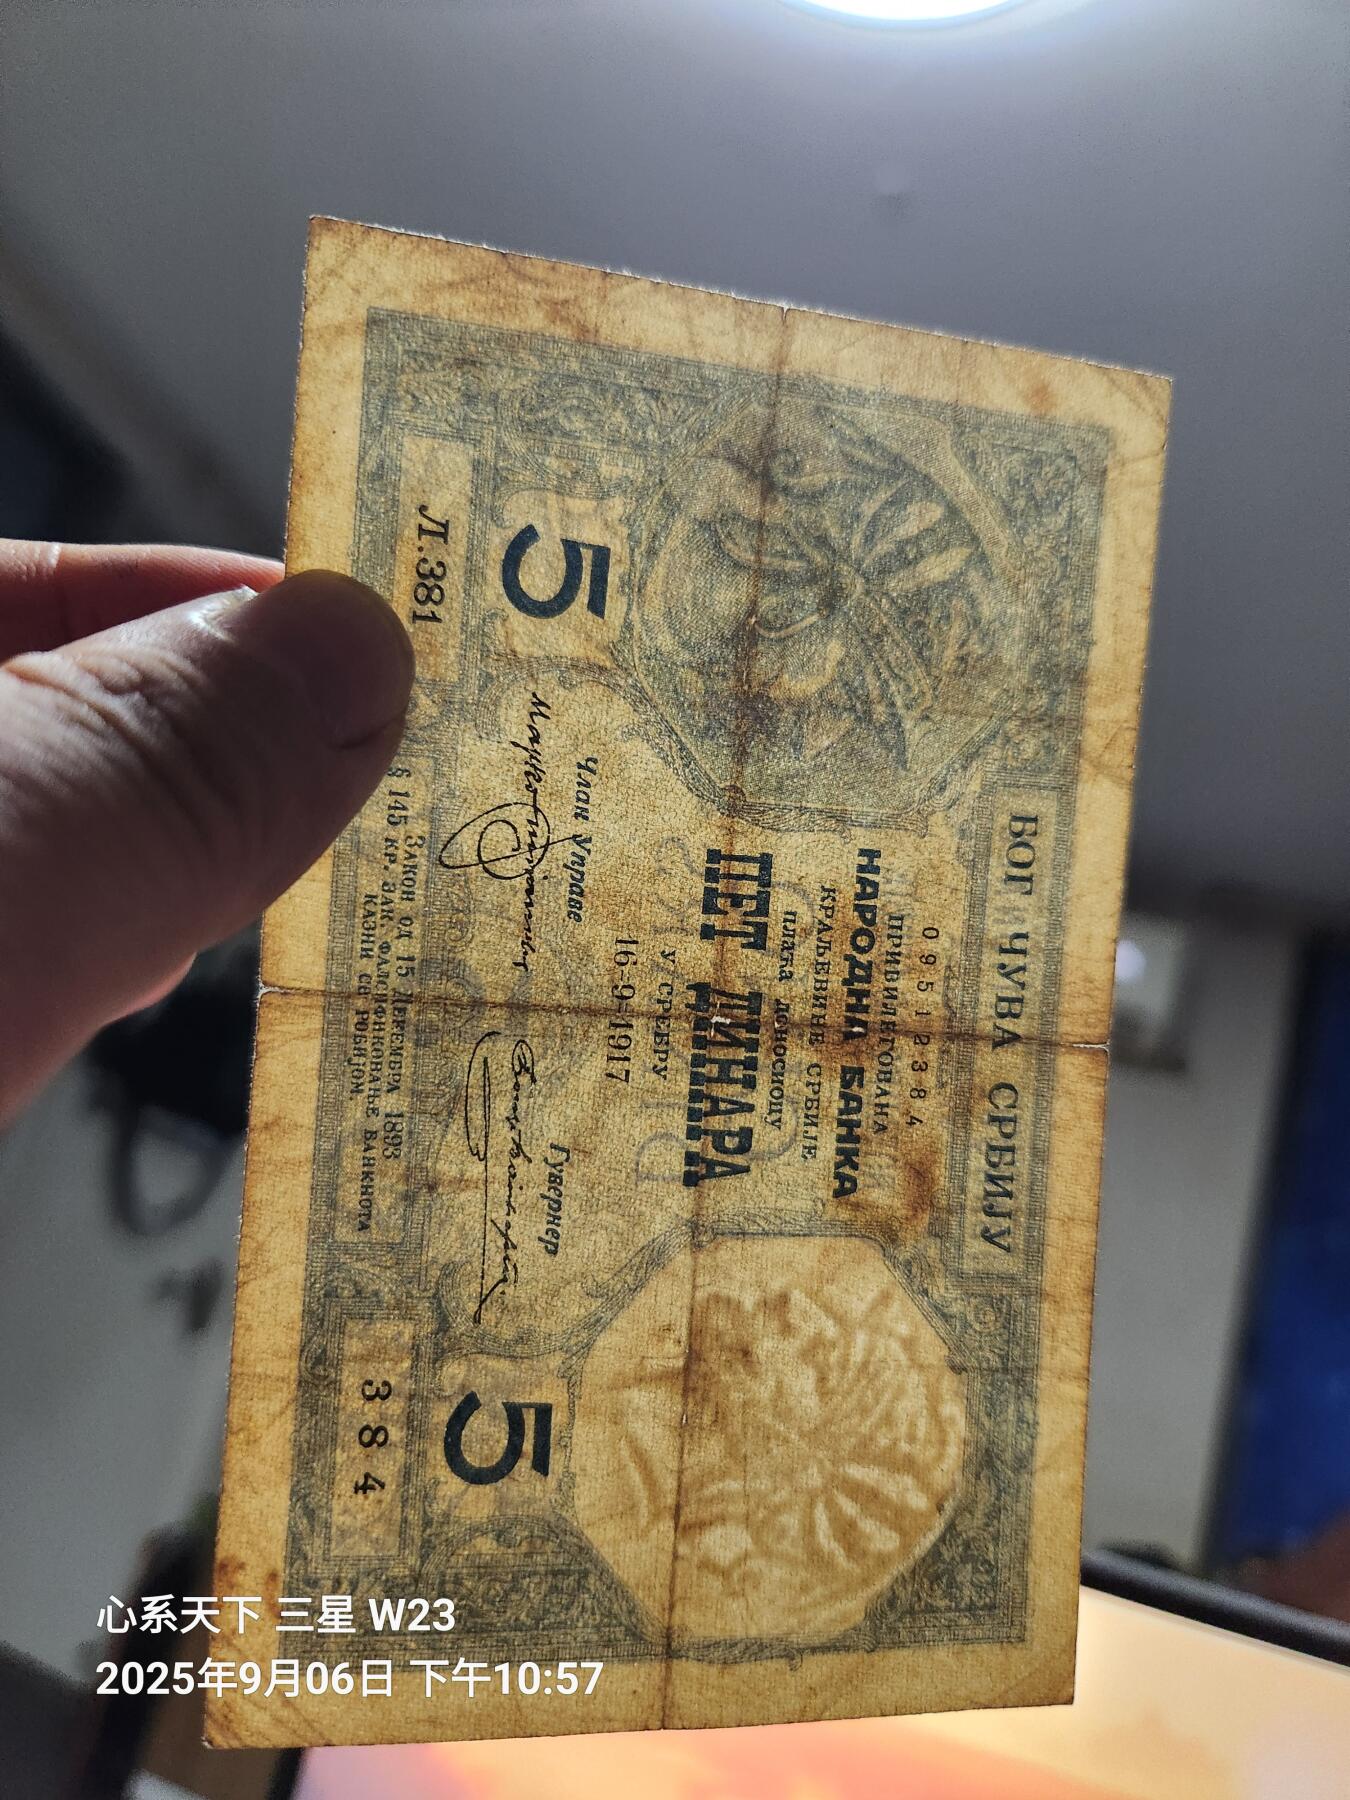 БОГ ЧУВА СРБИЈУ
09512384
ПРИВИЛЕГОВАНА
НАРОДНА БАНКА
КРАЉЕВИНЕ СРБИЈЕ
плаћа доносиоцу
ПЕТ ДИНАРА
у СРЕБРУ
16-9-1917
Члан Управе
Гувернер
5
5
Л.381
384
Закон од 15 Децембра 1893
§ 145 кр. зак. фалсификовање банкнота
казни се робијом
心系天下 三星 W23
2025年9月06日 下午10:57